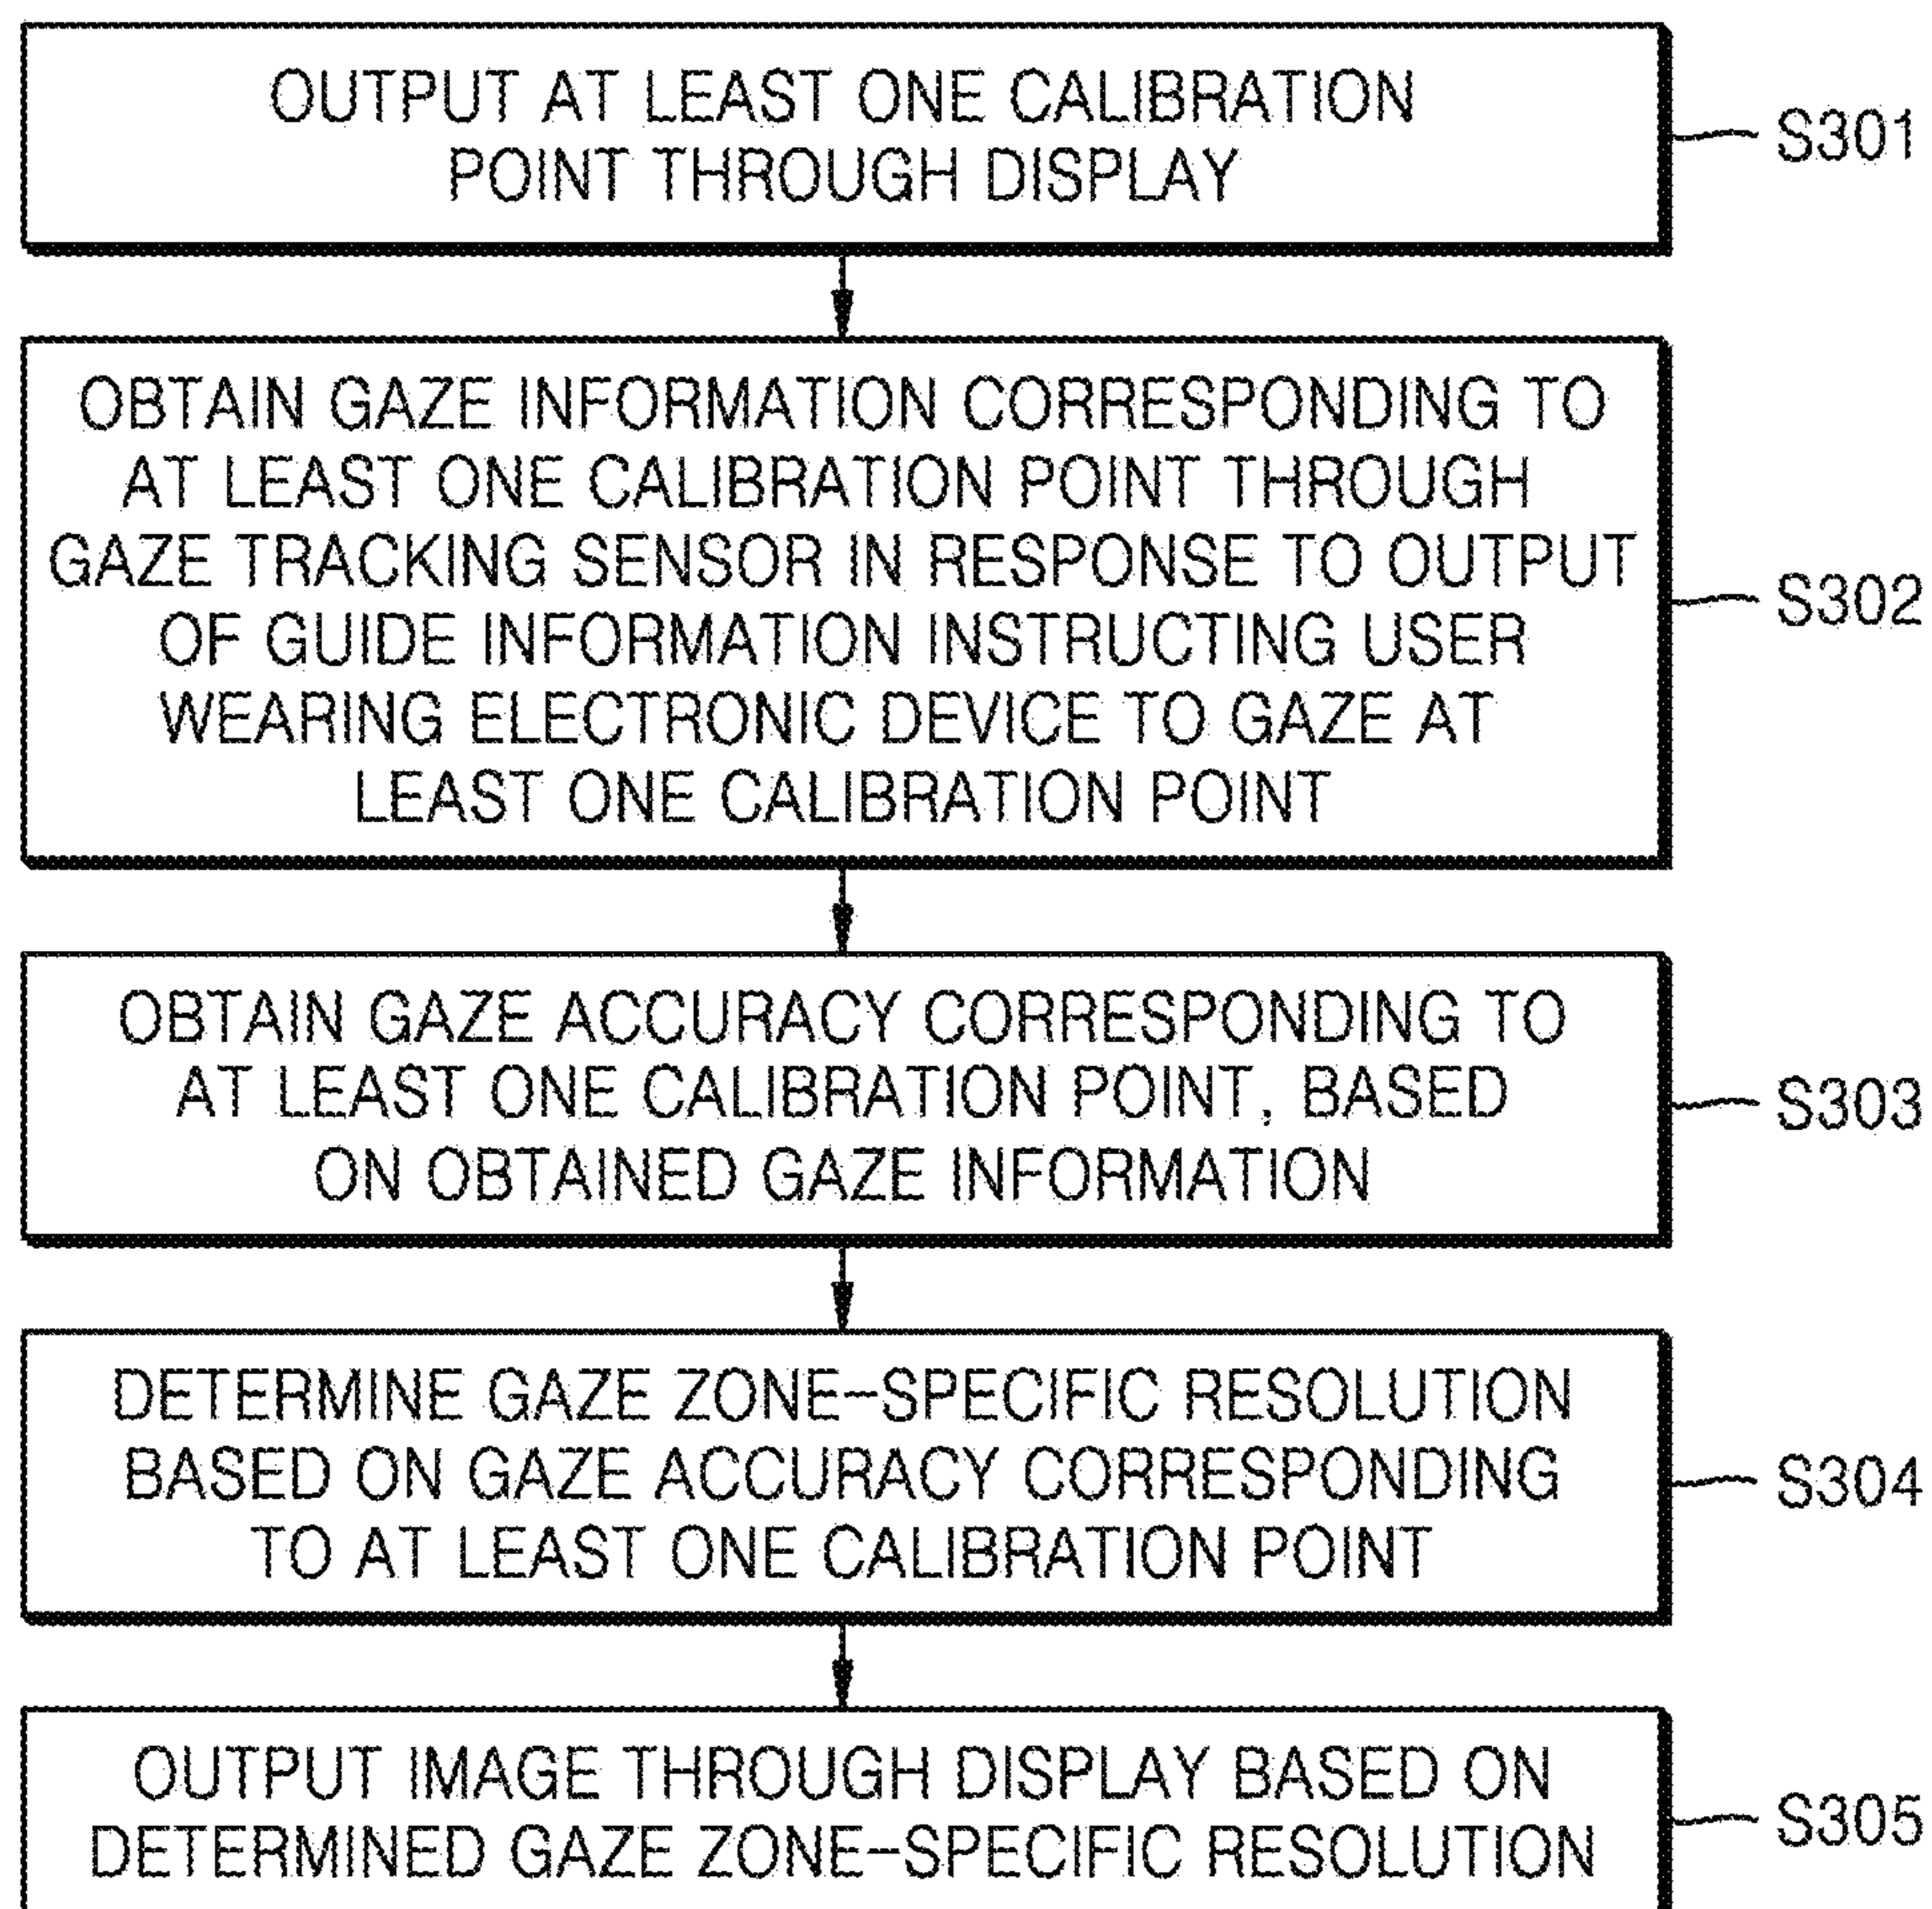 OUTPUT AT LEAST ONE CALIBRATION
POINT THROUGH DISPLAY
S301
OBTAIN GAZE INFORMATION CORRESPONDING TO
AT LEAST ONE CALIBRATION POINT THROUGH
GAZE TRACKING SENSOR IN RESPONSE TO OUTPUT
OF GUIDE INFORMATION INSTRUCTING USER
WEARING ELECTRONIC DEVICE TO GAZE AT
LEAST ONE CALIBRATION POINT
S302
OBTAIN GAZE ACCURACY CORRESPONDING TO
AT LEAST ONE CALIBRATION POINT, BASED
ON OBTAINED GAZE INFORMATION
S303
DETERMINE GAZE ZONE-SPECIFIC RESOLUTION
BASED ON GAZE ACCURACY CORRESPONDING
TO AT LEAST ONE CALIBRATION POINT
S304
OUTPUT IMAGE THROUGH DISPLAY BASED ON
DETERMINED GAZE ZONE-SPECIFIC RESOLUTION
S305